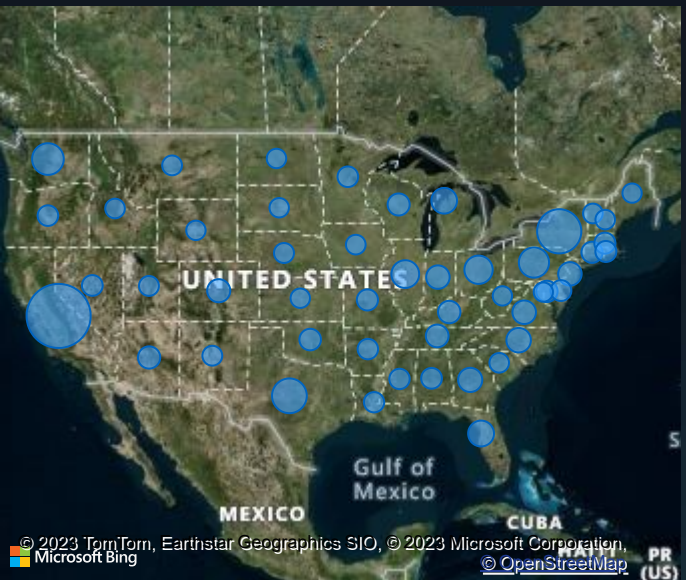 UNITED STATES
Gulf of
Mexico
S
MEXICO
CUBA
© 2023 TomTom, Earthstar Geographics SIO, © 2023 Microsoft Corporation,
HAITI
PR
Microsoft Bing
© OpenStreetMap
(US)